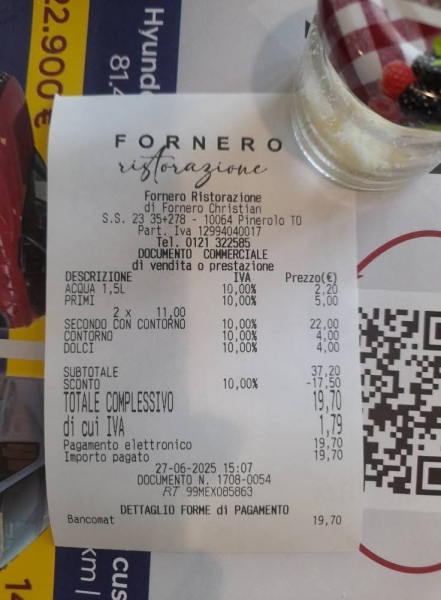 22.900 €
Hyund
81.4
FORNERO
ristorazione
Fornero Ristorazione
di Fornero Christian
S.S. 23 35+278 - 10064 Pinerolo TO
Part. Iva 12994040017
Tel. 0121 322585
DOCUMENTO COMMERCIALE
di vendita o prestazione
DESCRIZIONE IVA Prezzo(€)
ACQUA 1,5L 10,00% 2,20
PRIMI 10,00% 5,00
2 x 11,00
SECONDO CON CONTORNO 10,00% 22,00
CONTORNO 10,00% 4,00
DOLCI 10,00% 4,00
SUBTOTALE 37,20
SCONTO 10,00% -17,50
TOTALE COMPLESSIVO 19,70
di cui IVA 1,79
Pagamento elettronico 19,70
Importo pagato 19,70
27-06-2025 15:07
DOCUMENTO N. 1708-0054
RT 99MEX085863
DETTAGLIO FORME di PAGAMENTO
Bancomat 19,70
cus
km |
14